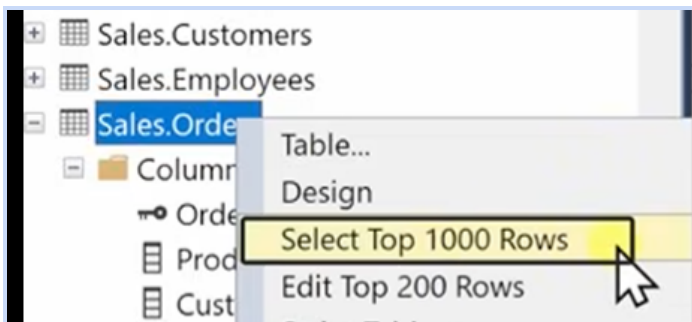 Sales.Customers
Sales.Employees
Sales.Orde
Table...
Column
Design
Orde
Select Top 1000 Rows
Prod
Edit Top 200 Rows
Cust